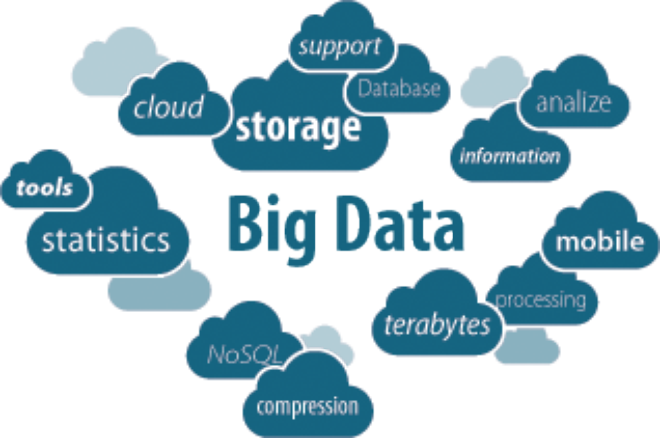 support
Database
cloud
storage
analize
information
tools
statistics
Big Data
mobile
processing
terabytes
NoSQL
compression